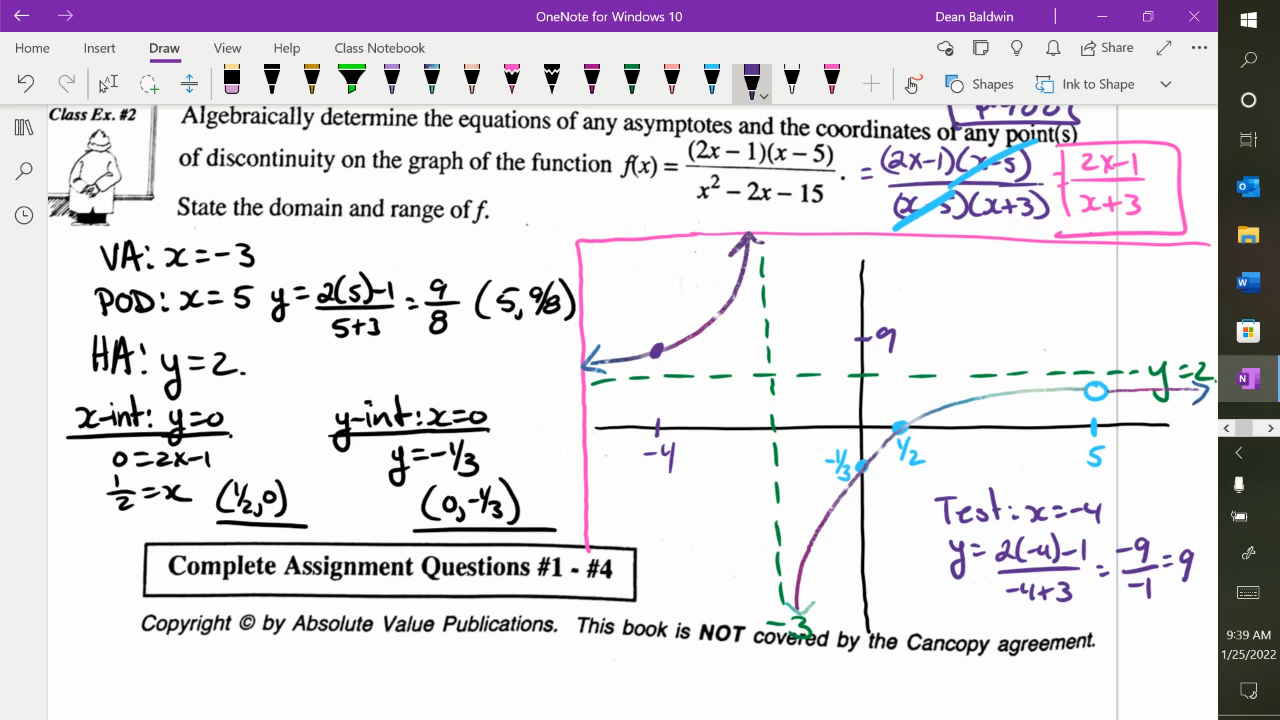 OneNote for Windows 10
Dean Baldwin
Home Insert Draw View Help Class Notebook
Share
Shapes
Ink to Shape
Class Ex. #2
Algebraically determine the equations of any asymptotes and the coordinates of any point(s)
of discontinuity on the graph of the function f(x) = (2x – 1)(x – 5) / x² – 2x – 15 . = (2x-1)(x-5) / (x-5)(x+3) = 2x-1 / x+3
State the domain and range of f.
VA: x = -3
POD: x = 5 y = 2(5)-1 / 5+3 = 9/8 (5, 9/8)
HA: y = 2.
x-int: y=0
0 = 2x-1
1/2 = x (1/2, 0)
y-int: x=0
y = -1/3
(0, -1/3)
-9
y = 2
-4
-1/3
1/2
5
-3
Test: x = -4
y = 2(-4)-1 / -4+3 = -9 / -1 = 9
Complete Assignment Questions #1 - #4
Copyright © by Absolute Value Publications. This book is NOT covered by the Cancopy agreement.
9:39 AM
1/25/2022